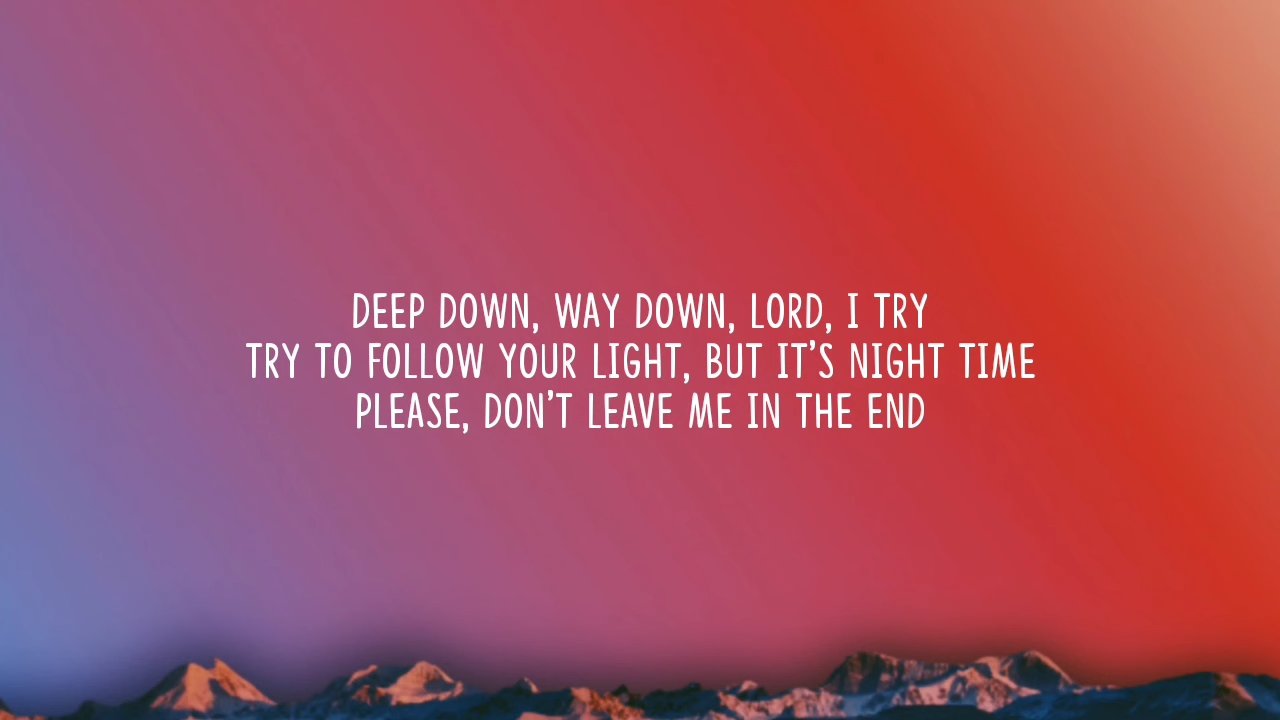 DEEP DOWN, WAY DOWN, LORD, I TRY
TRY TO FOLLOW YOUR LIGHT, BUT IT'S NIGHT TIME
PLEASE, DON'T LEAVE ME IN THE END